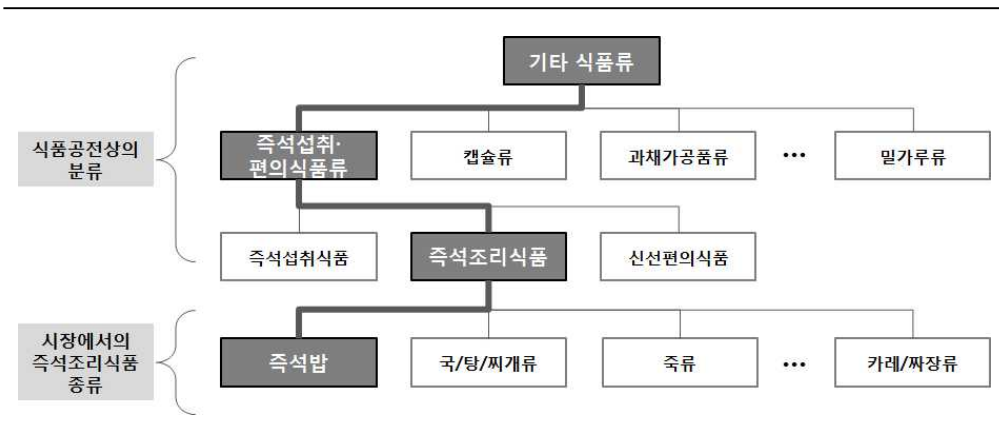 기타 식품류
식품공전상의
분류
즉석섭취·
편의식품류
캡슐류
과채가공품류
•••
밀가루류
즉석섭취식품
즉석조리식품
신선편의식품
시장에서의
즉석조리식품
종류
즉석밥
국/탕/찌개류
죽류
•••
카레/짜장류